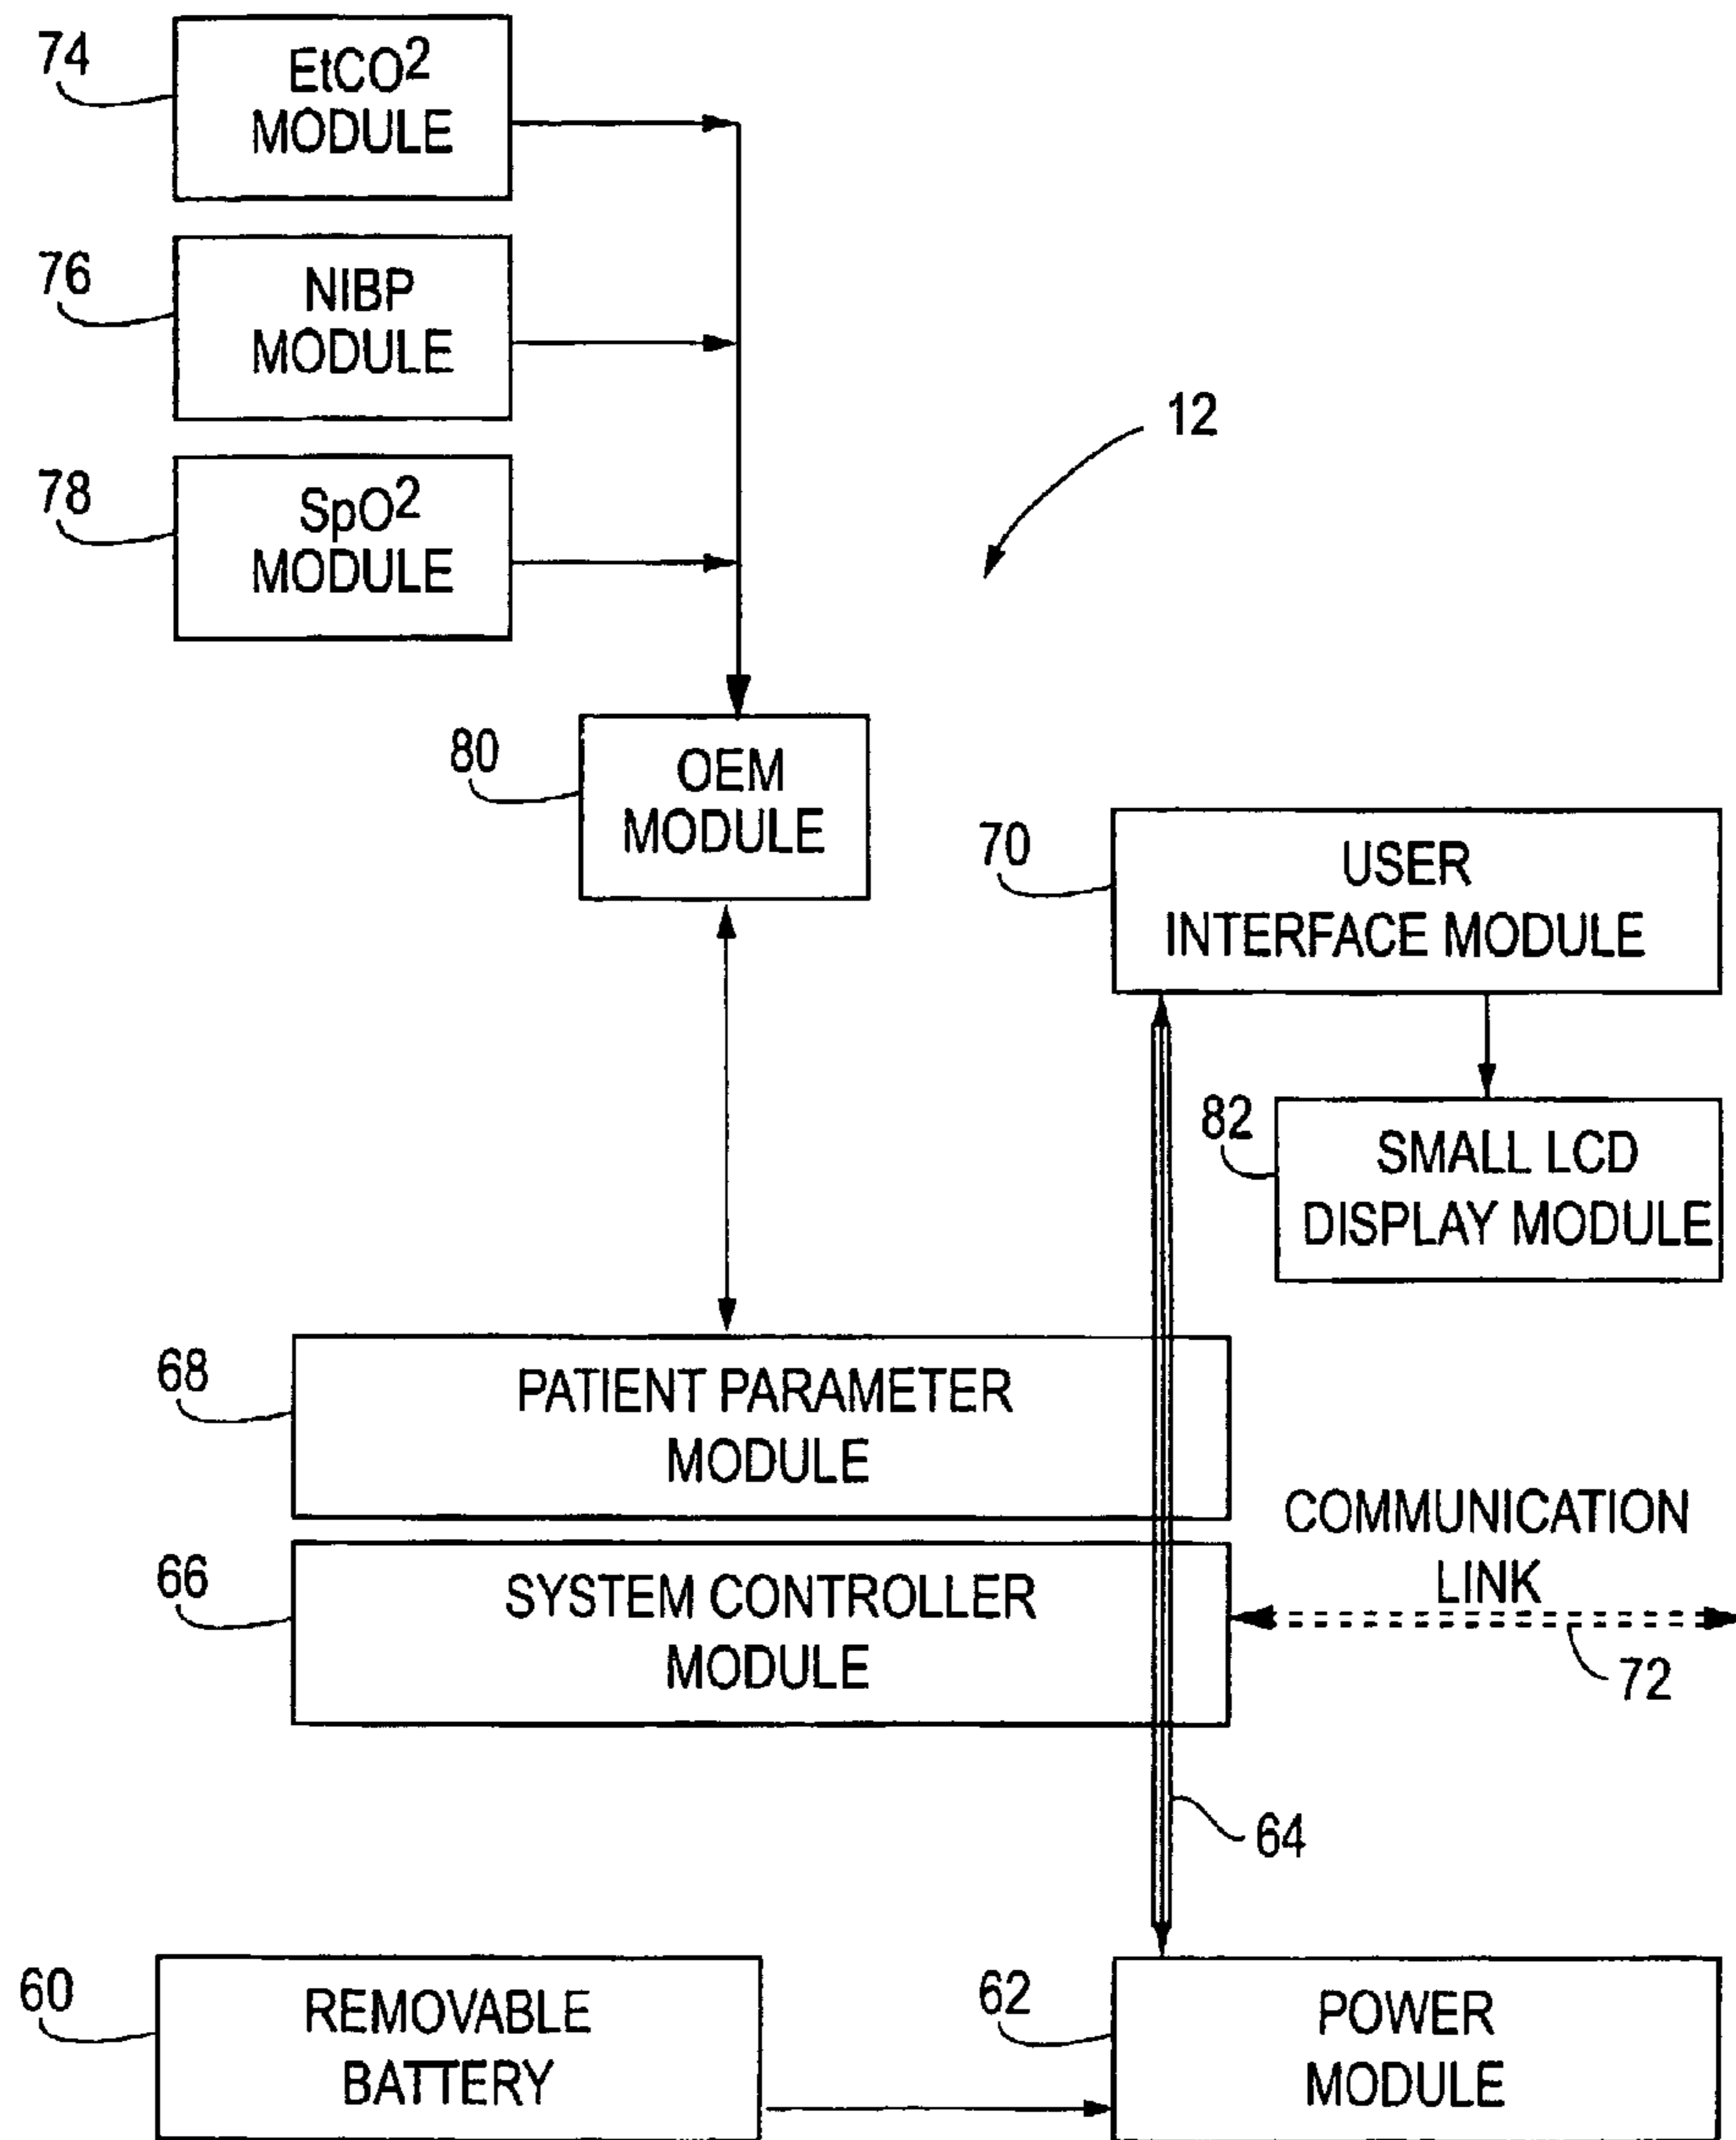 74
EtCO²
MODULE
76
NIBP
MODULE
78
SpO²
MODULE
12
80
OEM
MODULE
70
USER
INTERFACE MODULE
82
SMALL LCD
DISPLAY MODULE
68
PATIENT PARAMETER
MODULE
66
SYSTEM CONTROLLER
MODULE
COMMUNICATION
LINK
72
64
60
REMOVABLE
BATTERY
62
POWER
MODULE